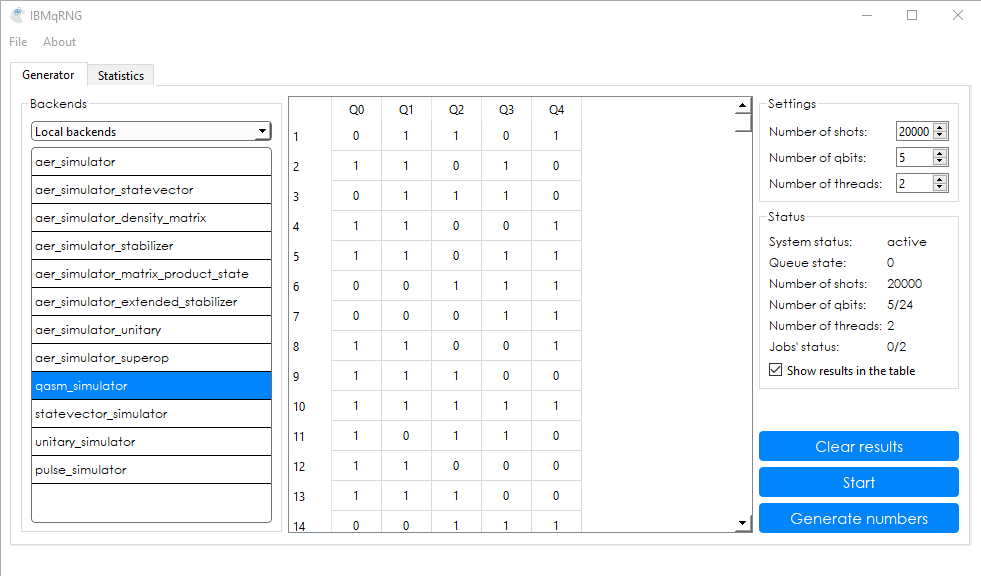 IBMqRNG
File About
Generator Statistics
Backends
Local backends
aer_simulator
aer_simulator_statevector
aer_simulator_density_matrix
aer_simulator_stabilizer
aer_simulator_matrix_product_state
aer_simulator_extended_stabilizer
aer_simulator_unitary
aer_simulator_superop
qasm_simulator
statevector_simulator
unitary_simulator
pulse_simulator
Q0 Q1 Q2 Q3 Q4
1 0 1 1 0 1
2 1 1 0 1 0
3 0 1 1 1 0
4 1 1 0 0 1
5 1 1 0 1 1
6 0 0 1 1 1
7 0 0 0 1 1
8 1 1 0 0 1
9 1 1 1 0 0
10 1 1 1 1 1
11 1 0 1 1 0
12 1 1 0 0 0
13 1 1 1 0 0
14 0 0 1 1 1
Settings
Number of shots: 20000
Number of qbits: 5
Number of threads: 2
Status
System status: active
Queue state: 0
Number of shots: 20000
Number of qbits: 5/24
Number of threads: 2
Jobs' status: 0/2
Show results in the table
Clear results
Start
Generate numbers